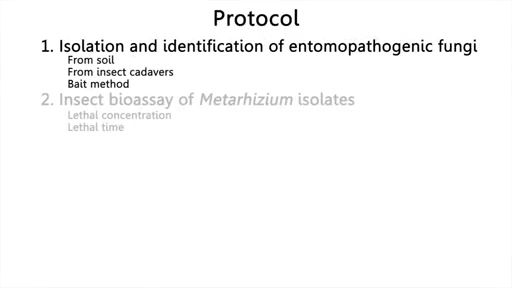 Protocol
1. Isolation and identification of entomopathogenic fungi
From soil
From insect cadavers
Bait method
2. Insect bioassay of Metarhizium isolates
Lethal concentration
Lethal time